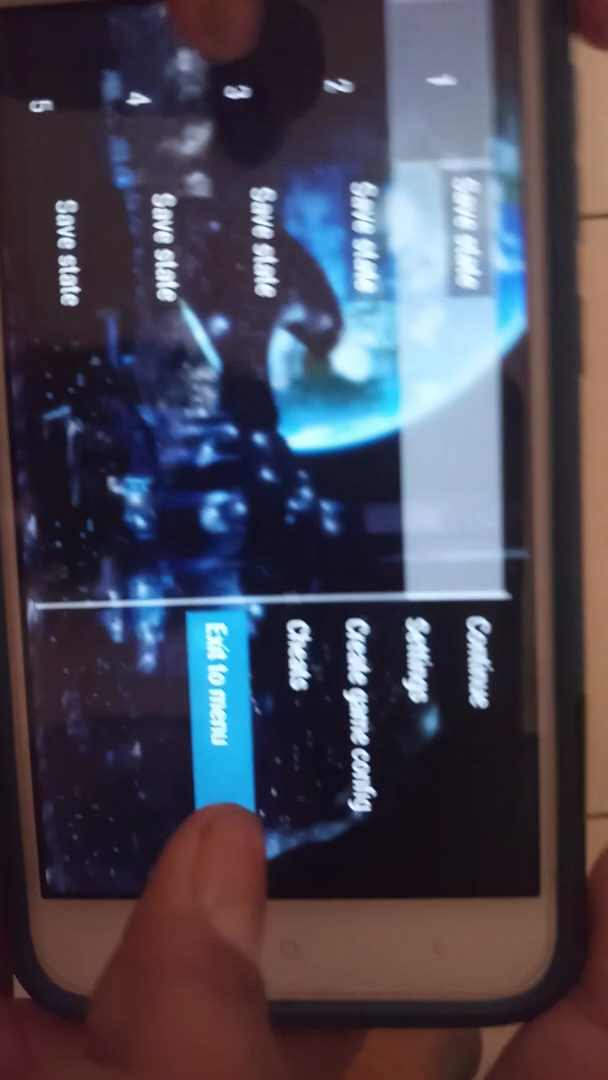 1 Save state
2 Save state
3 Save state
4 Save state
5 Save state
Continue
Settings
Create game config
Cheats
Exit to menu